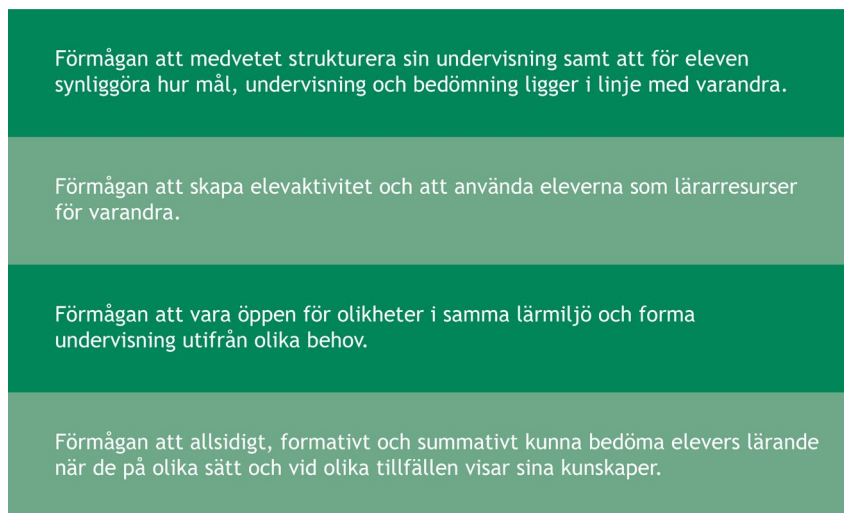 Förmågan att medvetet strukturera sin undervisning samt att för eleven
synliggöra hur mål, undervisning och bedömning ligger i linje med varandra.
Förmågan att skapa elevaktivitet och att använda eleverna som lärarresurser
för varandra.
Förmågan att vara öppen för olikheter i samma lärmiljö och forma
undervisning utifrån olika behov.
Förmågan att allsidigt, formativt och summativt kunna bedöma elevers lärande
när de på olika sätt och vid olika tillfällen visar sina kunskaper.